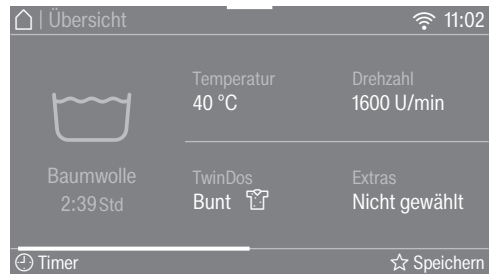 | Übersicht
11:02
Temperatur
40 °C
Drehzahl
1600 U/min
Baumwolle
2:39 Std
TwinDos
Bunt
Extras
Nicht gewählt
Timer
Speichern